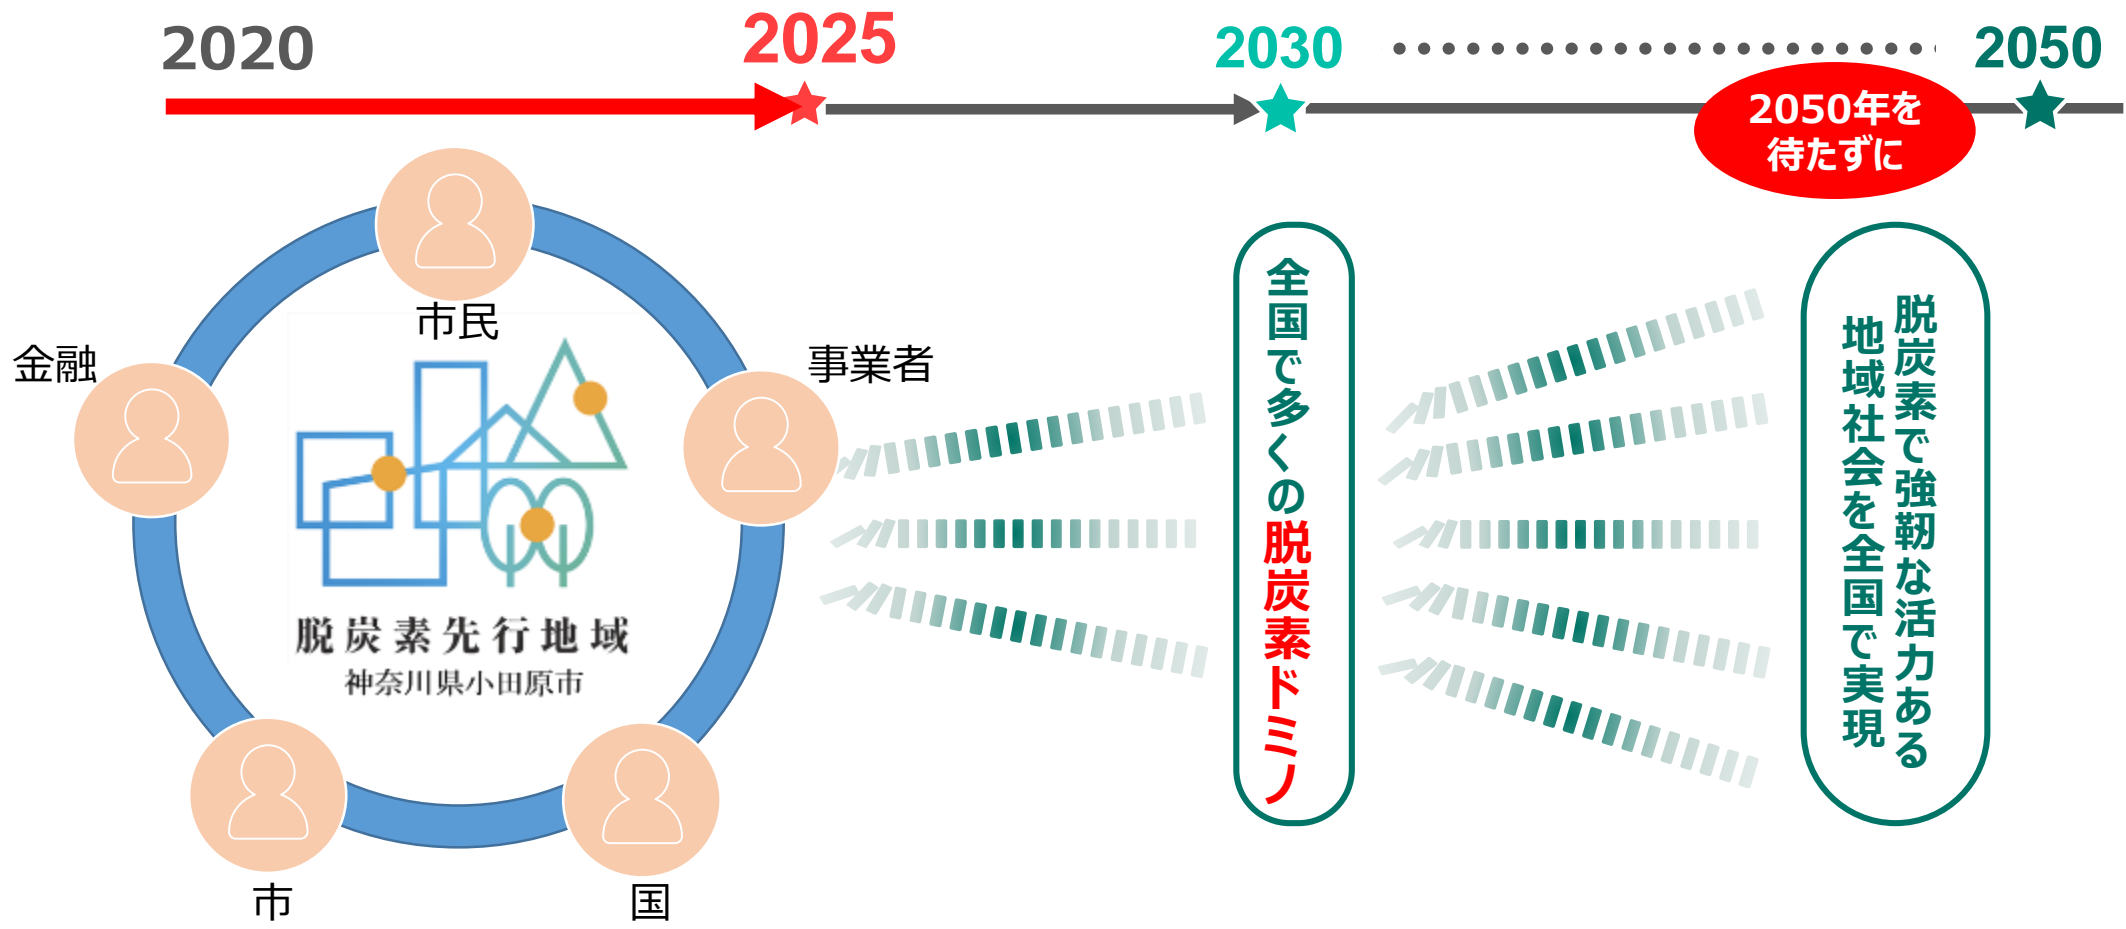 2020
2025
2030
2050
2050年を
待たずに
市民
金融
事業者
脱炭素先行地域
神奈川県小田原市
市
国
全国で多くの脱炭素ドミノ
脱炭素で強靭な活力ある
地域社会を全国で実現